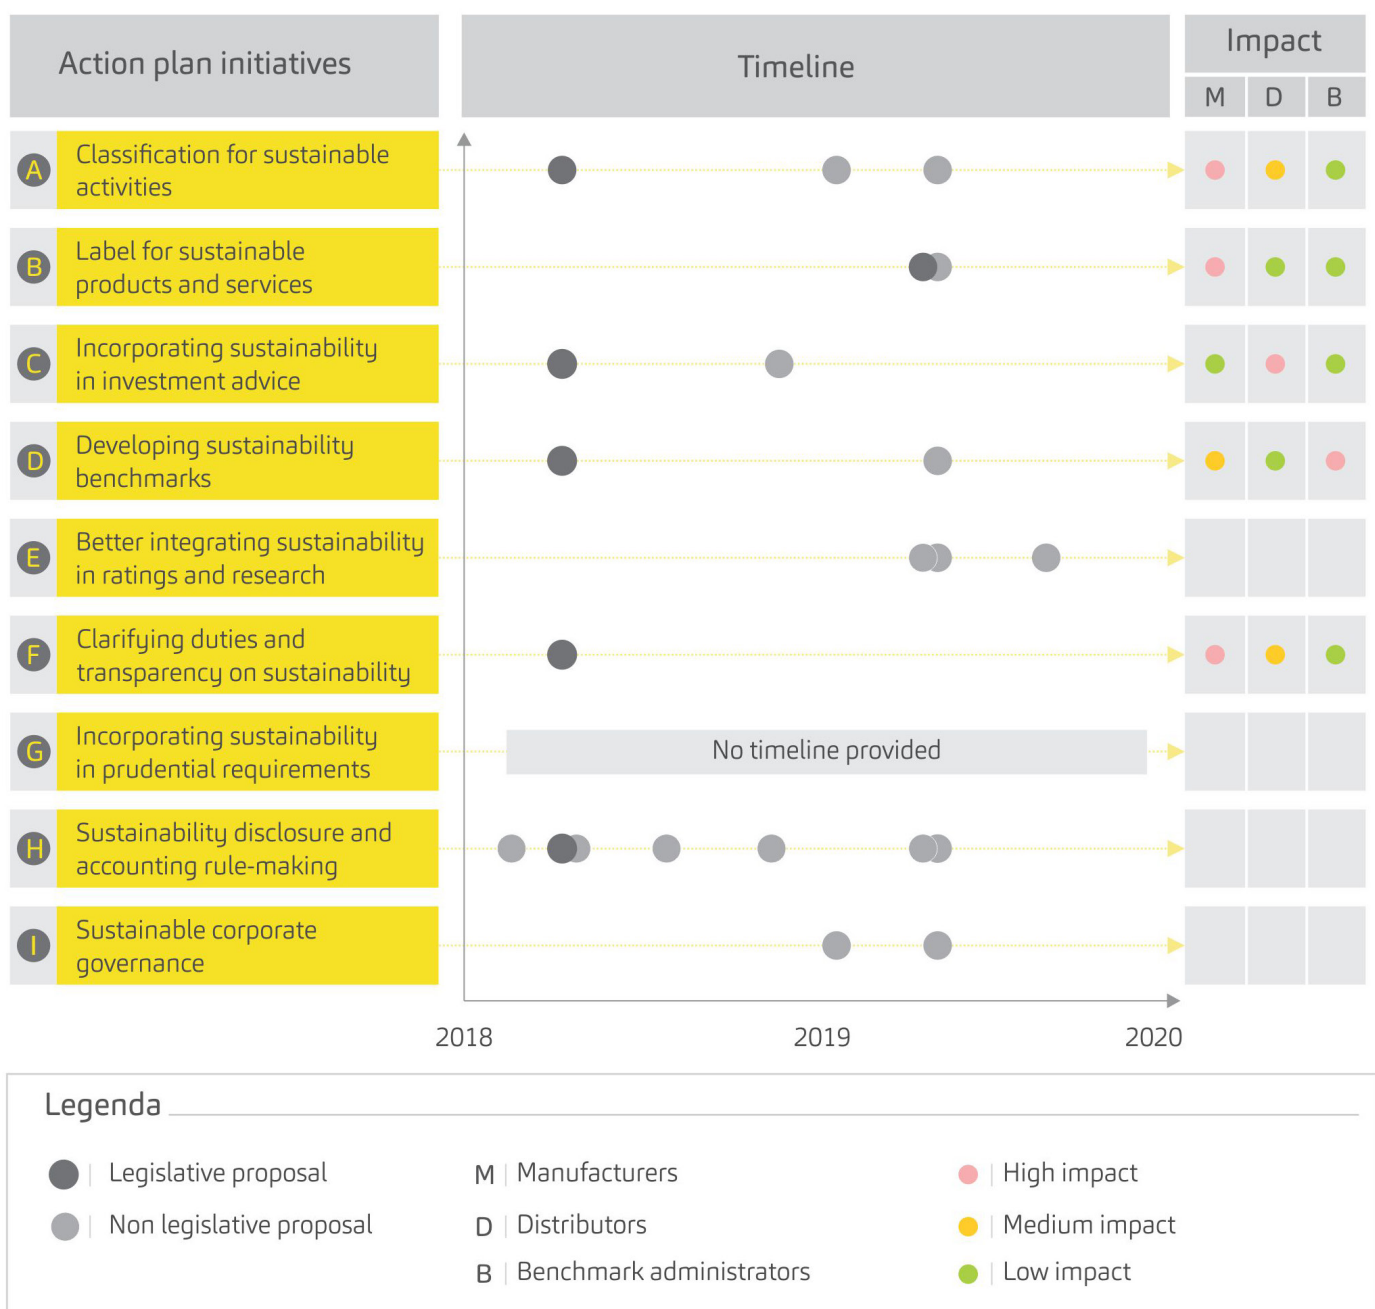 Action plan initiatives
Timeline
Impact
M
D
B
A
Classification for sustainable
activities
B
Label for sustainable
products and services
C
Incorporating sustainability
in investment advice
D
Developing sustainability
benchmarks
E
Better integrating sustainability
in ratings and research
F
Clarifying duties and
transparency on sustainability
G
Incorporating sustainability
in prudential requirements
No timeline provided
H
Sustainability disclosure and
accounting rule-making
I
Sustainable corporate
governance
2018
2019
2020
Legenda
Legislative proposal
Non legislative proposal
M
Manufacturers
D
Distributors
B
Benchmark administrators
High impact
Medium impact
Low impact